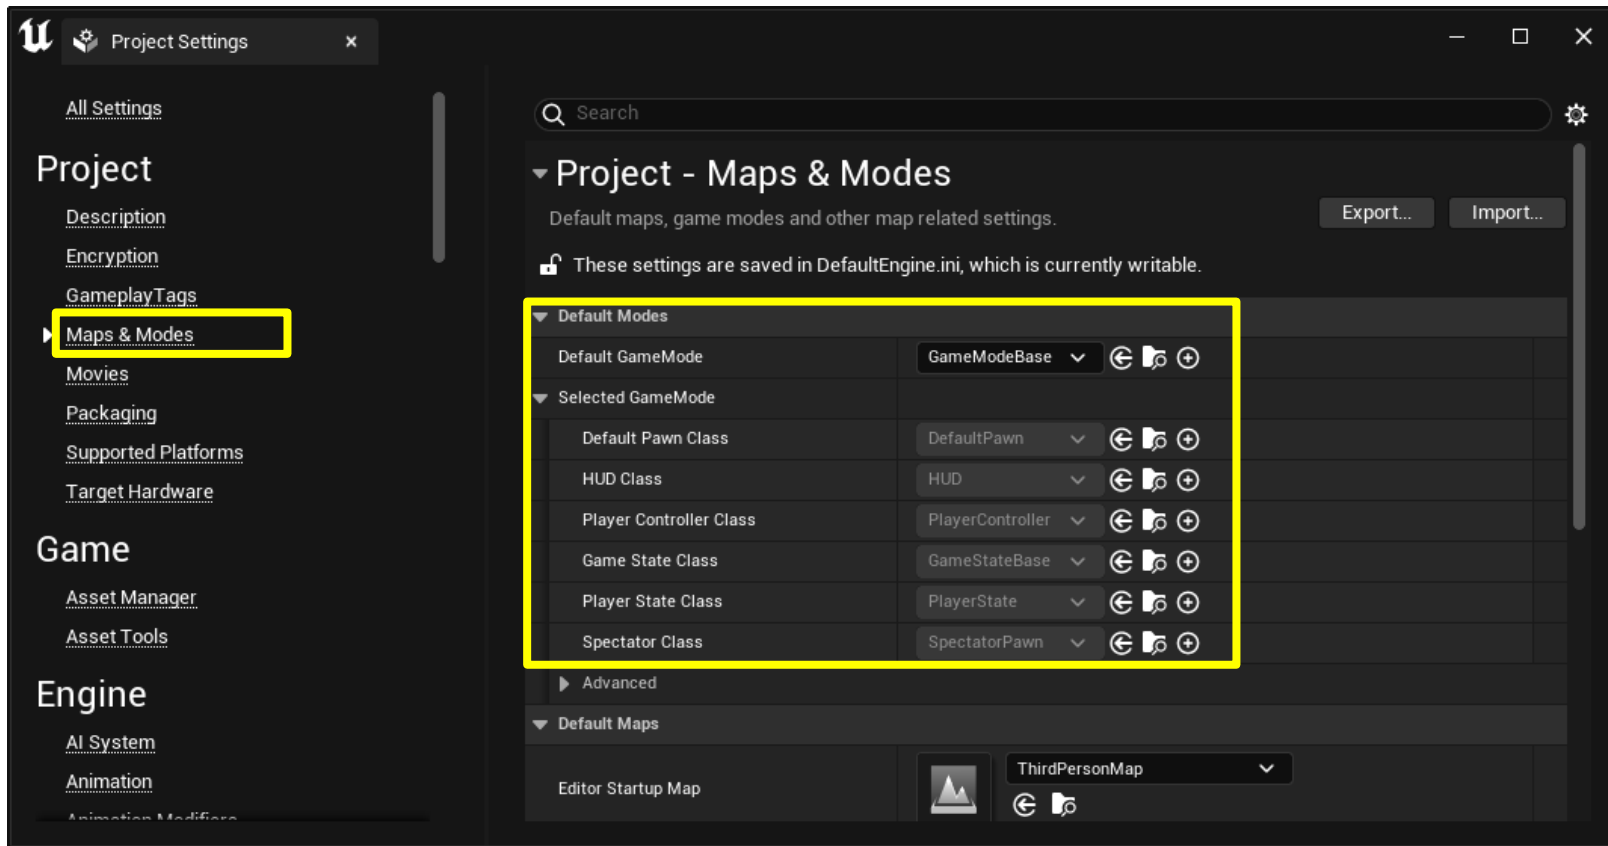 Project Settings
All Settings
Project
Description
Encryption
GameplayTags
Maps & Modes
Movies
Packaging
Supported Platforms
Target Hardware
Game
Asset Manager
Asset Tools
Engine
AI System
Animation
Animation Modifiers
Search
Project - Maps & Modes
Default maps, game modes and other map related settings.
Export...
Import...
These settings are saved in DefaultEngine.ini, which is currently writable.
Default Modes
Default GameMode
GameModeBase
Selected GameMode
Default Pawn Class
DefaultPawn
HUD Class
HUD
Player Controller Class
PlayerController
Game State Class
GameStateBase
Player State Class
PlayerState
Spectator Class
SpectatorPawn
Advanced
Default Maps
Editor Startup Map
ThirdPersonMap